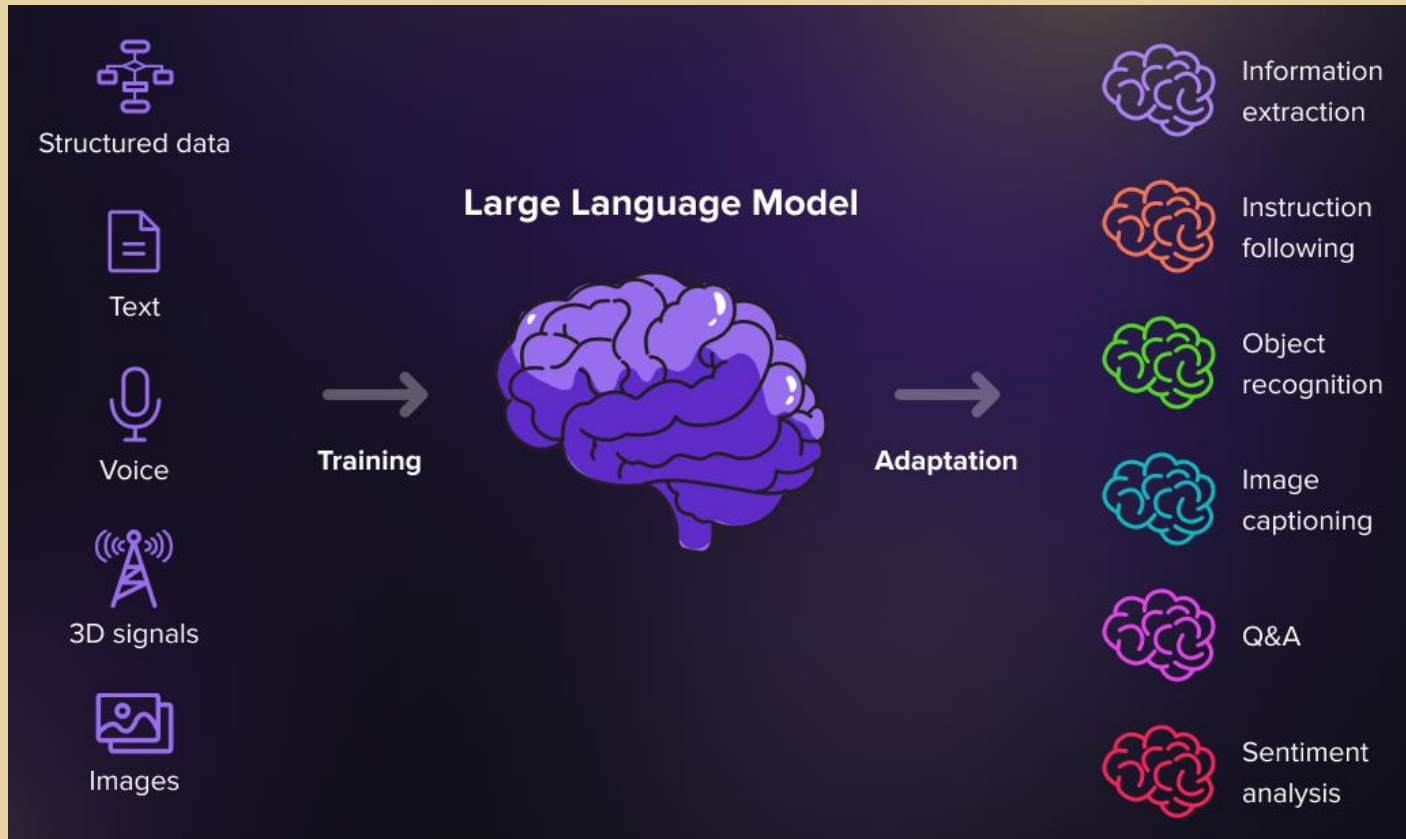 Structured data
Text
Voice
3D signals
Images
Training
Large Language Model
Adaptation
Information
extraction
Instruction
following
Object
recognition
Image
captioning
Q&A
Sentiment
analysis